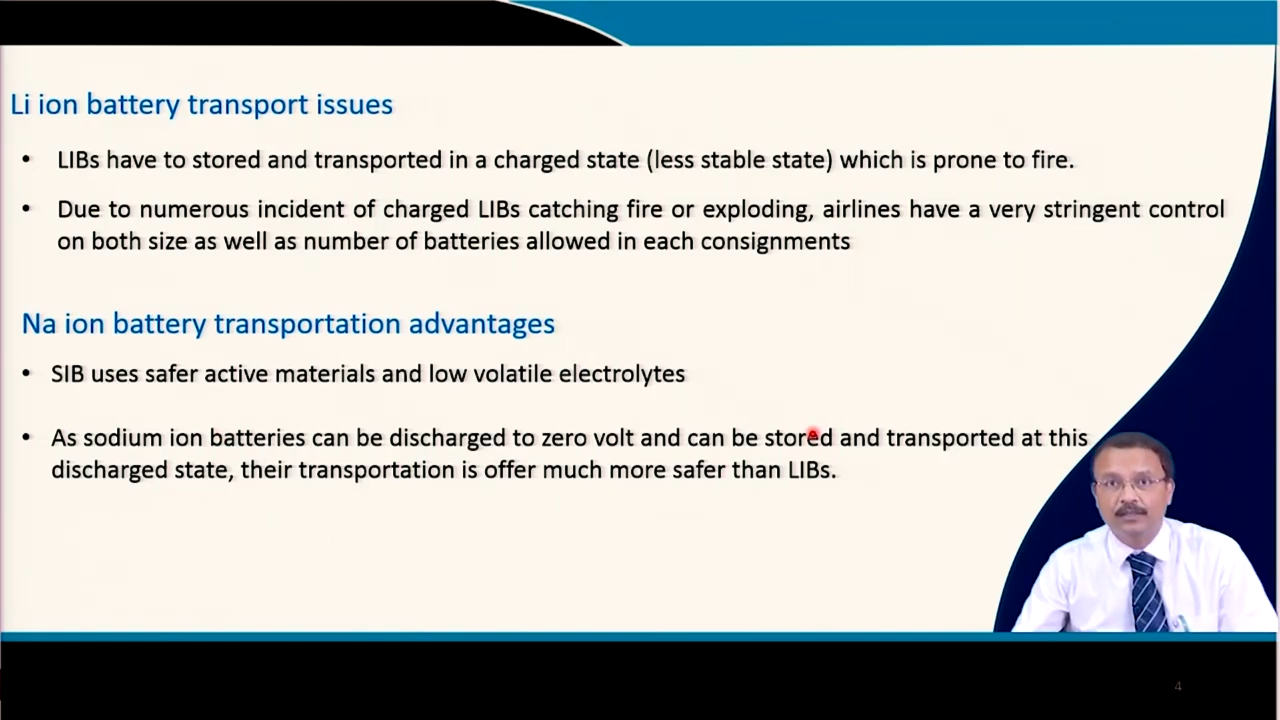 Li ion battery transport issues
• LIBs have to stored and transported in a charged state (less stable state) which is prone to fire.
• Due to numerous incident of charged LIBs catching fire or exploding, airlines have a very stringent control
on both size as well as number of batteries allowed in each consignments
Na ion battery transportation advantages
• SIB uses safer active materials and low volatile electrolytes
• As sodium ion batteries can be discharged to zero volt and can be stored and transported at this
discharged state, their transportation is offer much more safer than LIBs.
4